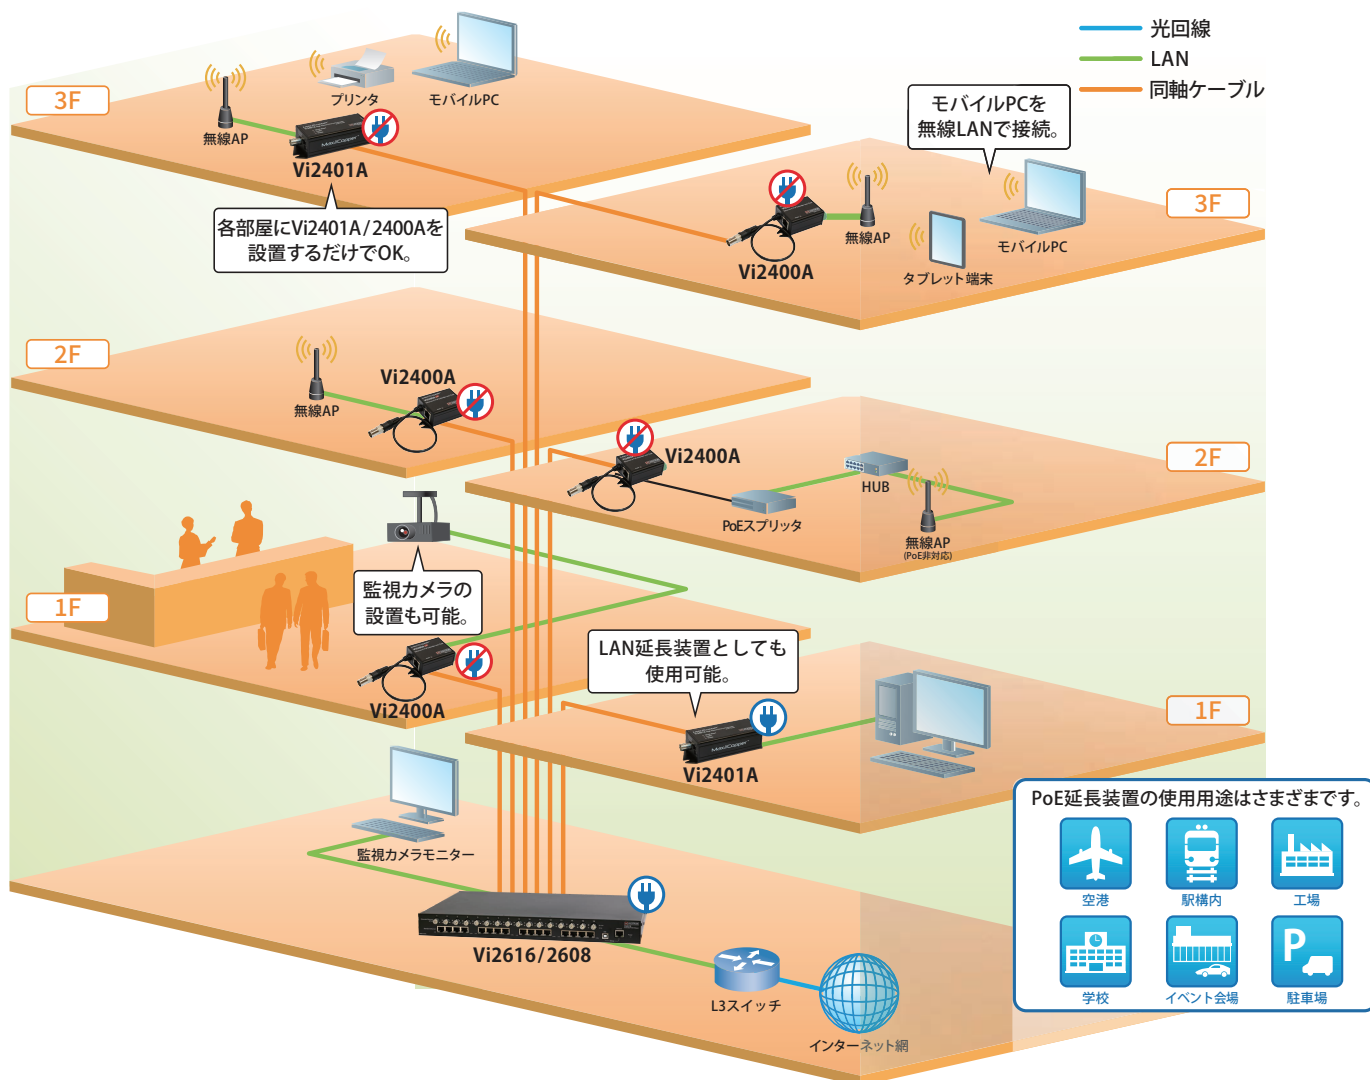 光回線
LAN
同軸ケーブル
3F
プリンタ
モバイルPC
無線AP
Vi2401A
各部屋にVi2401A/2400Aを
設置するだけでOK。
モバイルPCを
無線LANで接続。
3F
無線AP
Vi2400A
タブレット端末
モバイルPC
2F
無線AP
Vi2400A
2F
Vi2400A
PoEスプリッタ
HUB
無線AP
(PoE非対応)
1F
監視カメラの
設置も可能。
Vi2400A
LAN延長装置としても
使用可能。
1F
Vi2401A
監視カメラモニター
Vi2616/2608
L3スイッチ
インターネット網
PoE延長装置の使用用途はさまざまです。
空港
駅構内
工場
学校
イベント会場
P
駐車場